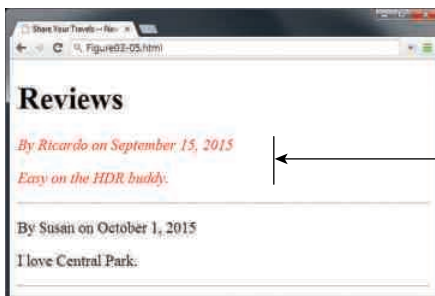 Share Your Travels -- New
Figure03-05.html
Reviews
By Ricardo on September 15, 2015
Easy on the HDR buddy.
By Susan on October 1, 2015
I love Central Park.